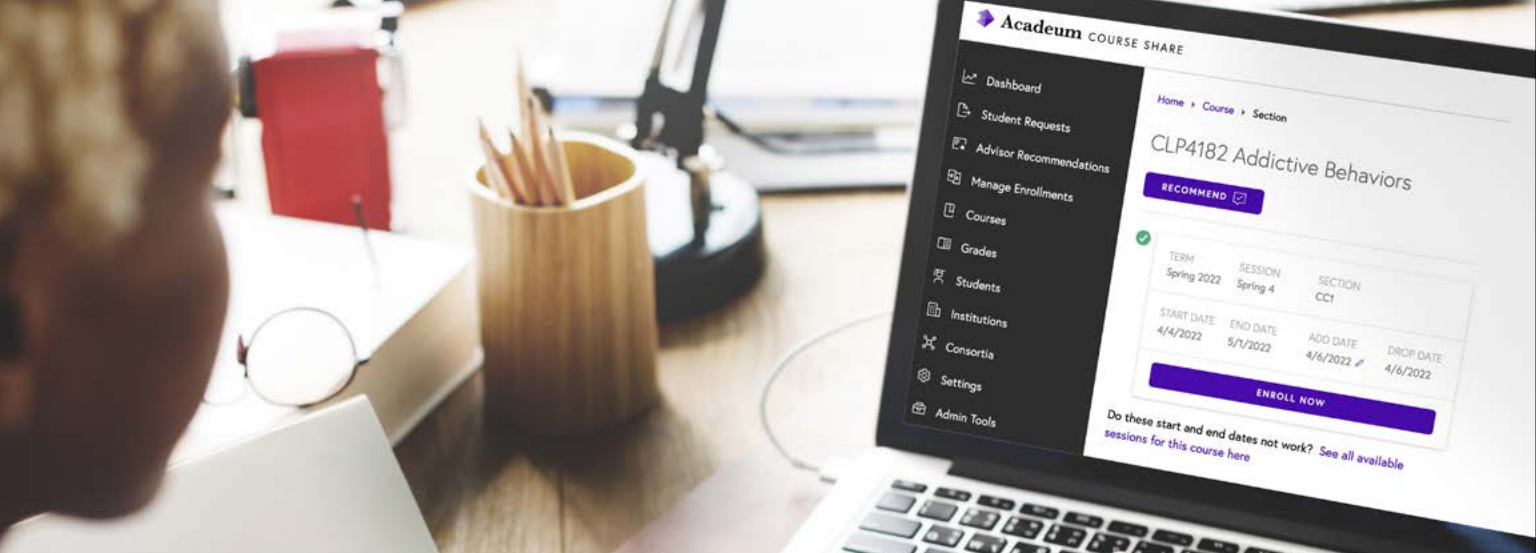 Acadeum COURSE SHARE
Dashboard
Student Requests
Advisor Recommendations
Manage Enrollments
Courses
Grades
Students
Institutions
Consortia
Settings
Admin Tools
Home › Course › Section
CLP4182 Addictive Behaviors
RECOMMEND
TERM SESSION SECTION
Spring 2022 Spring 4 CC1
START DATE END DATE ADD DATE DROP DATE
4/4/2022 5/1/2022 4/6/2022 4/6/2022
ENROLL NOW
Do these start and end dates not work? See all available
sessions for this course here